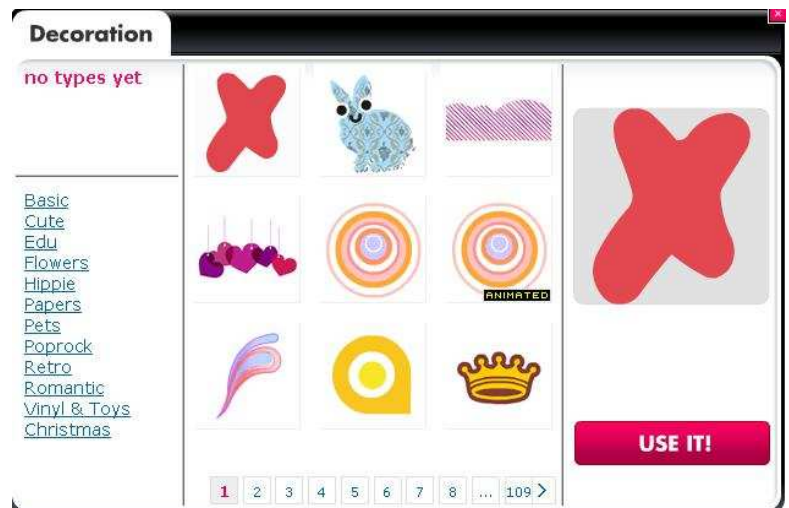 Decoration
no types yet
Basic
Cute
Edu
Flowers
Hippie
Papers
Pets
Poprock
Retro
Romantic
Vinyl & Toys
Christmas
ANIMATED
USE IT!
1 2 3 4 5 6 7 8 ... 109 >